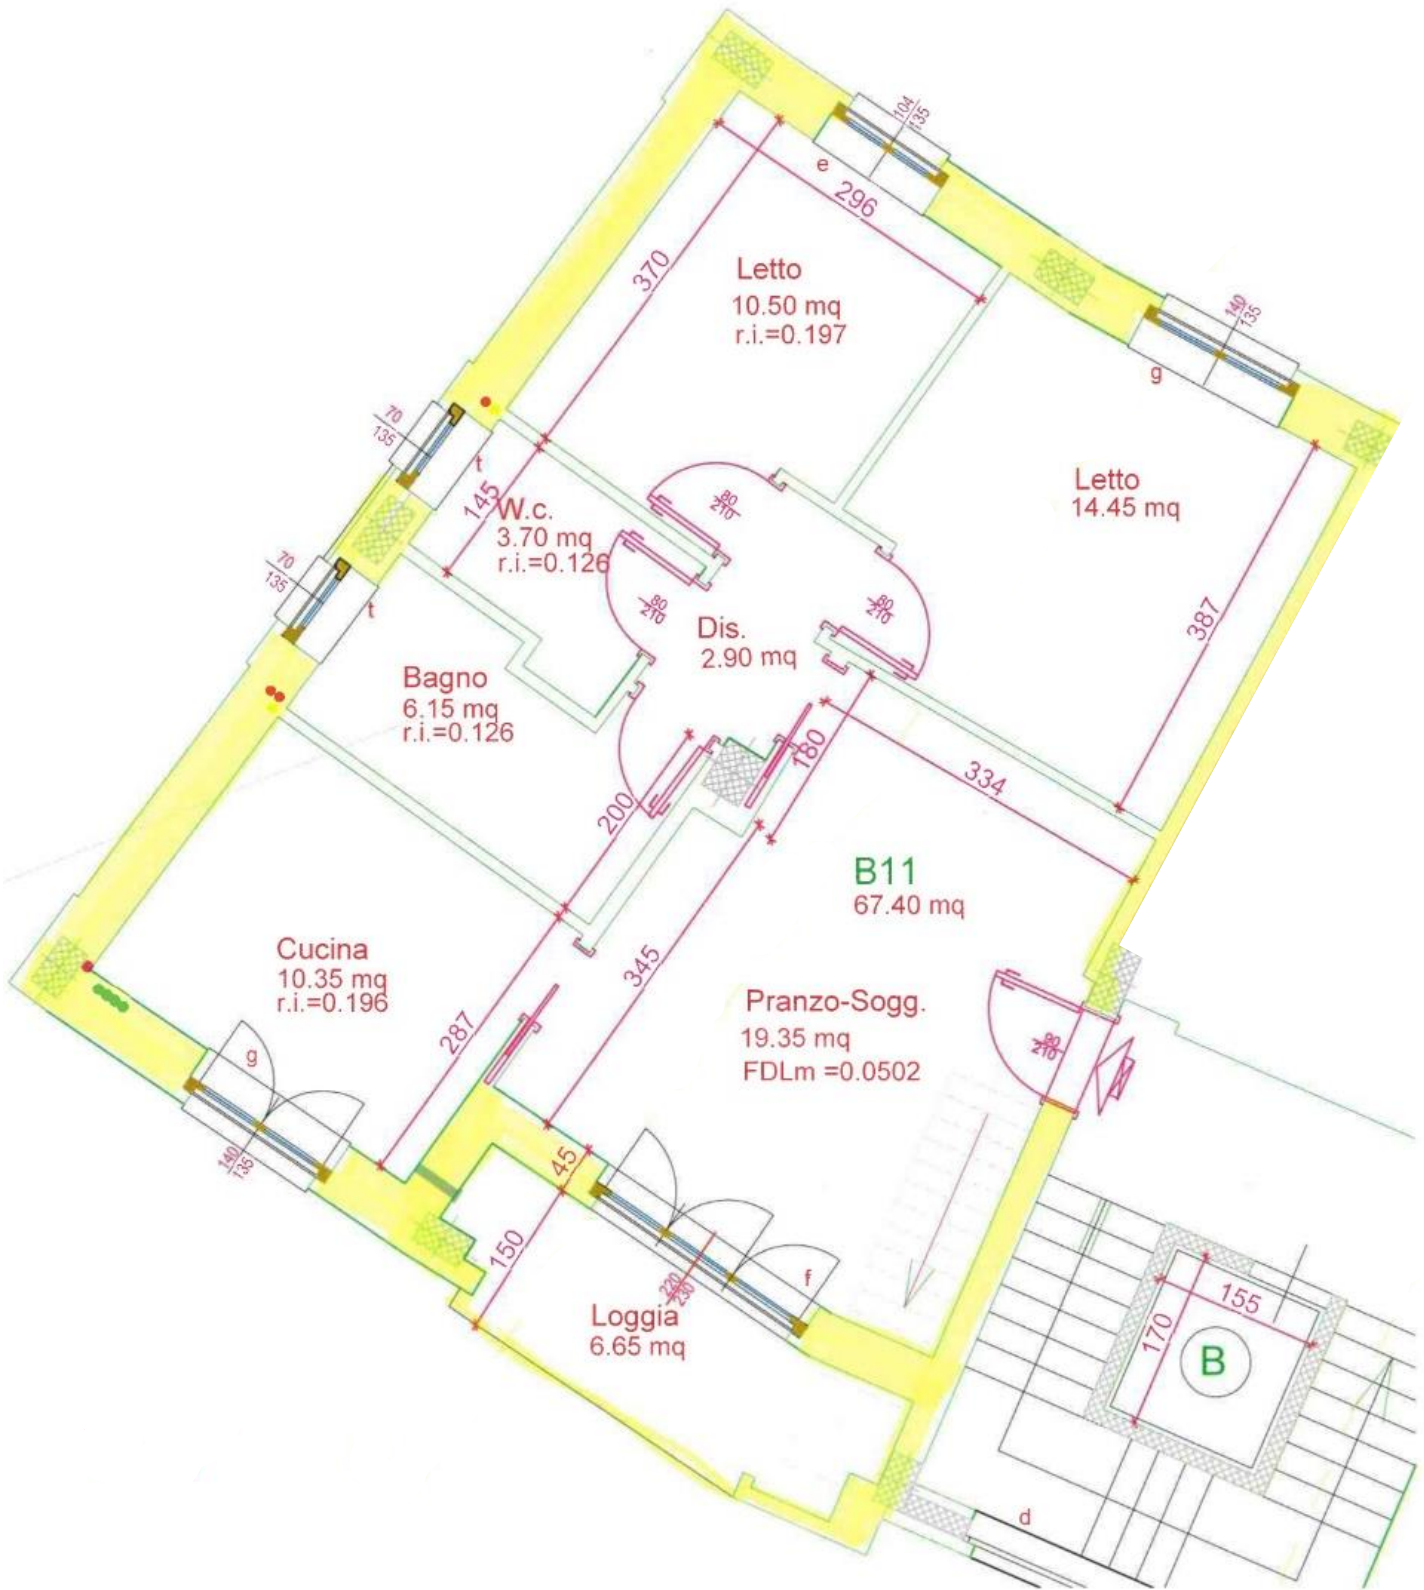 104
135
e
296
370
Letto
10.50 mq
r.i.=0.197
140
135
g
Letto
14.45 mq
387
70
135
t
145
W.c.
3.70 mq
r.i.=0.126
80
210
80
210
80
210
70
135
t
Dis.
2.90 mq
Bagno
6.15 mq
r.i.=0.126
180
334
200
B11
67.40 mq
Cucina
10.35 mq
r.i.=0.196
345
287
Pranzo-Sogg.
19.35 mq
FDLm =0.0502
90
210
g
140
135
45
150
f
220
230
Loggia
6.65 mq
155
170
B
d